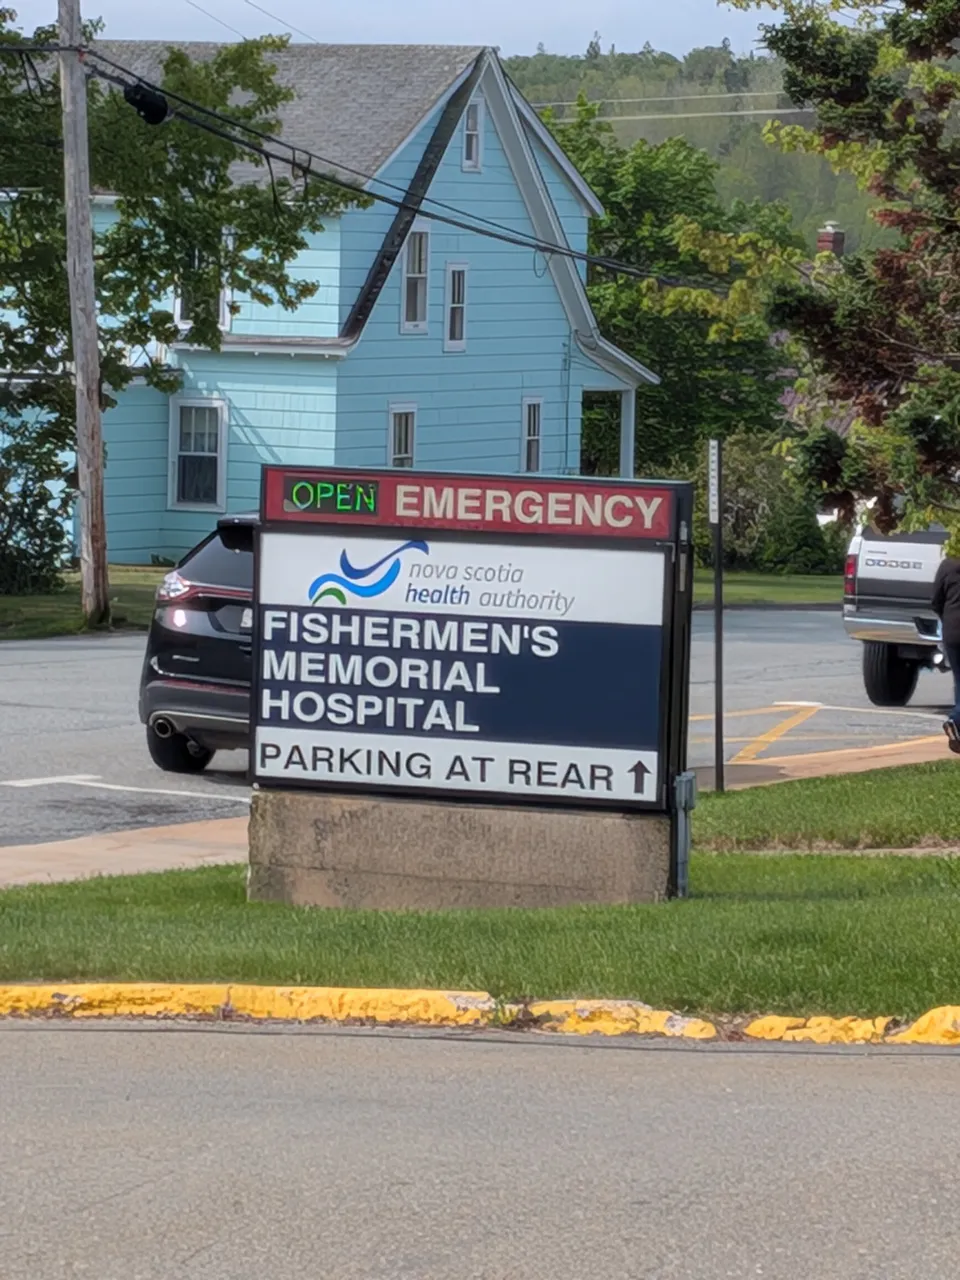 OPEN EMERGENCY
nova scotia
health authority
FISHERMEN'S
MEMORIAL
HOSPITAL
PARKING AT REAR ↑
DODGE